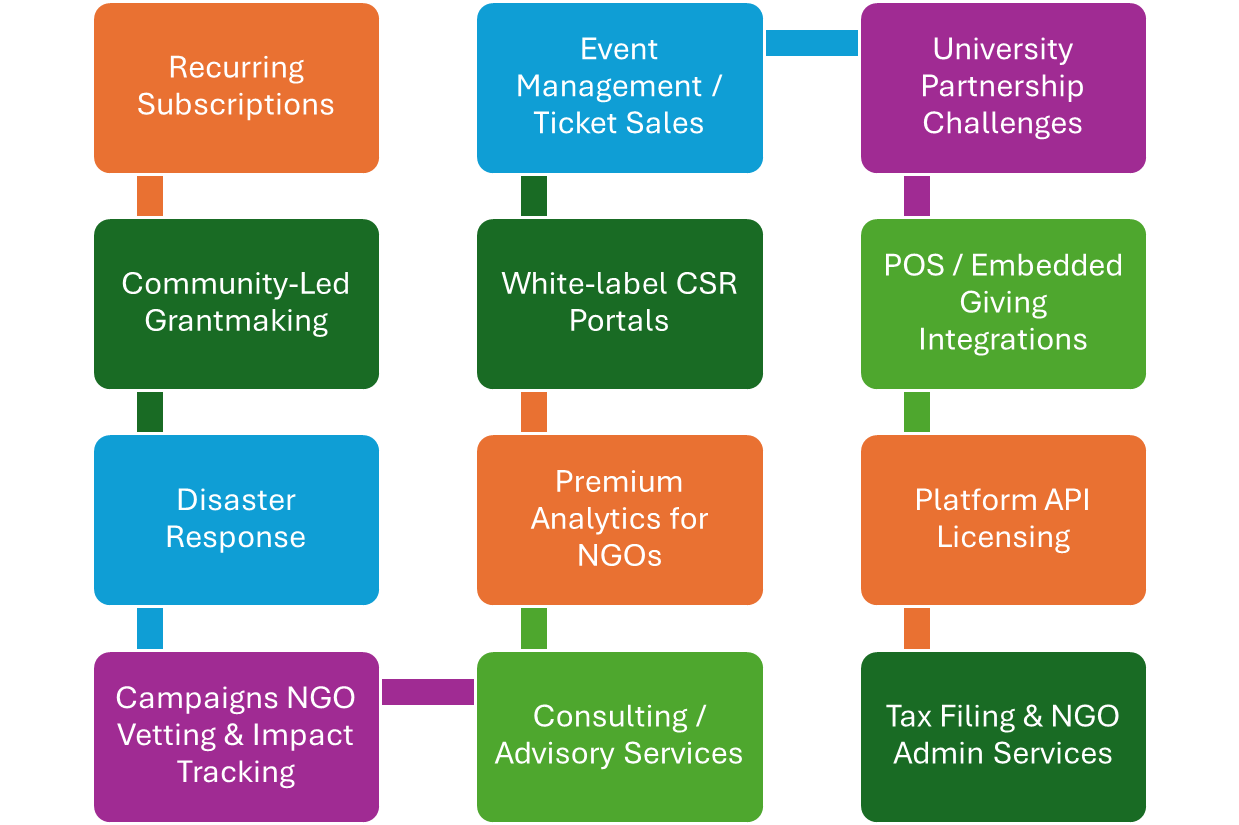 Recurring
Subscriptions
Community-Led
Grantmaking
Disaster
Response
Campaigns NGO
Vetting & Impact
Tracking
Consulting /
Advisory Services
Premium
Analytics for
NGOs
White-label CSR
Portals
Event
Management /
Ticket Sales
University
Partnership
Challenges
POS / Embedded
Giving
Integrations
Platform API
Licensing
Tax Filing & NGO
Admin Services